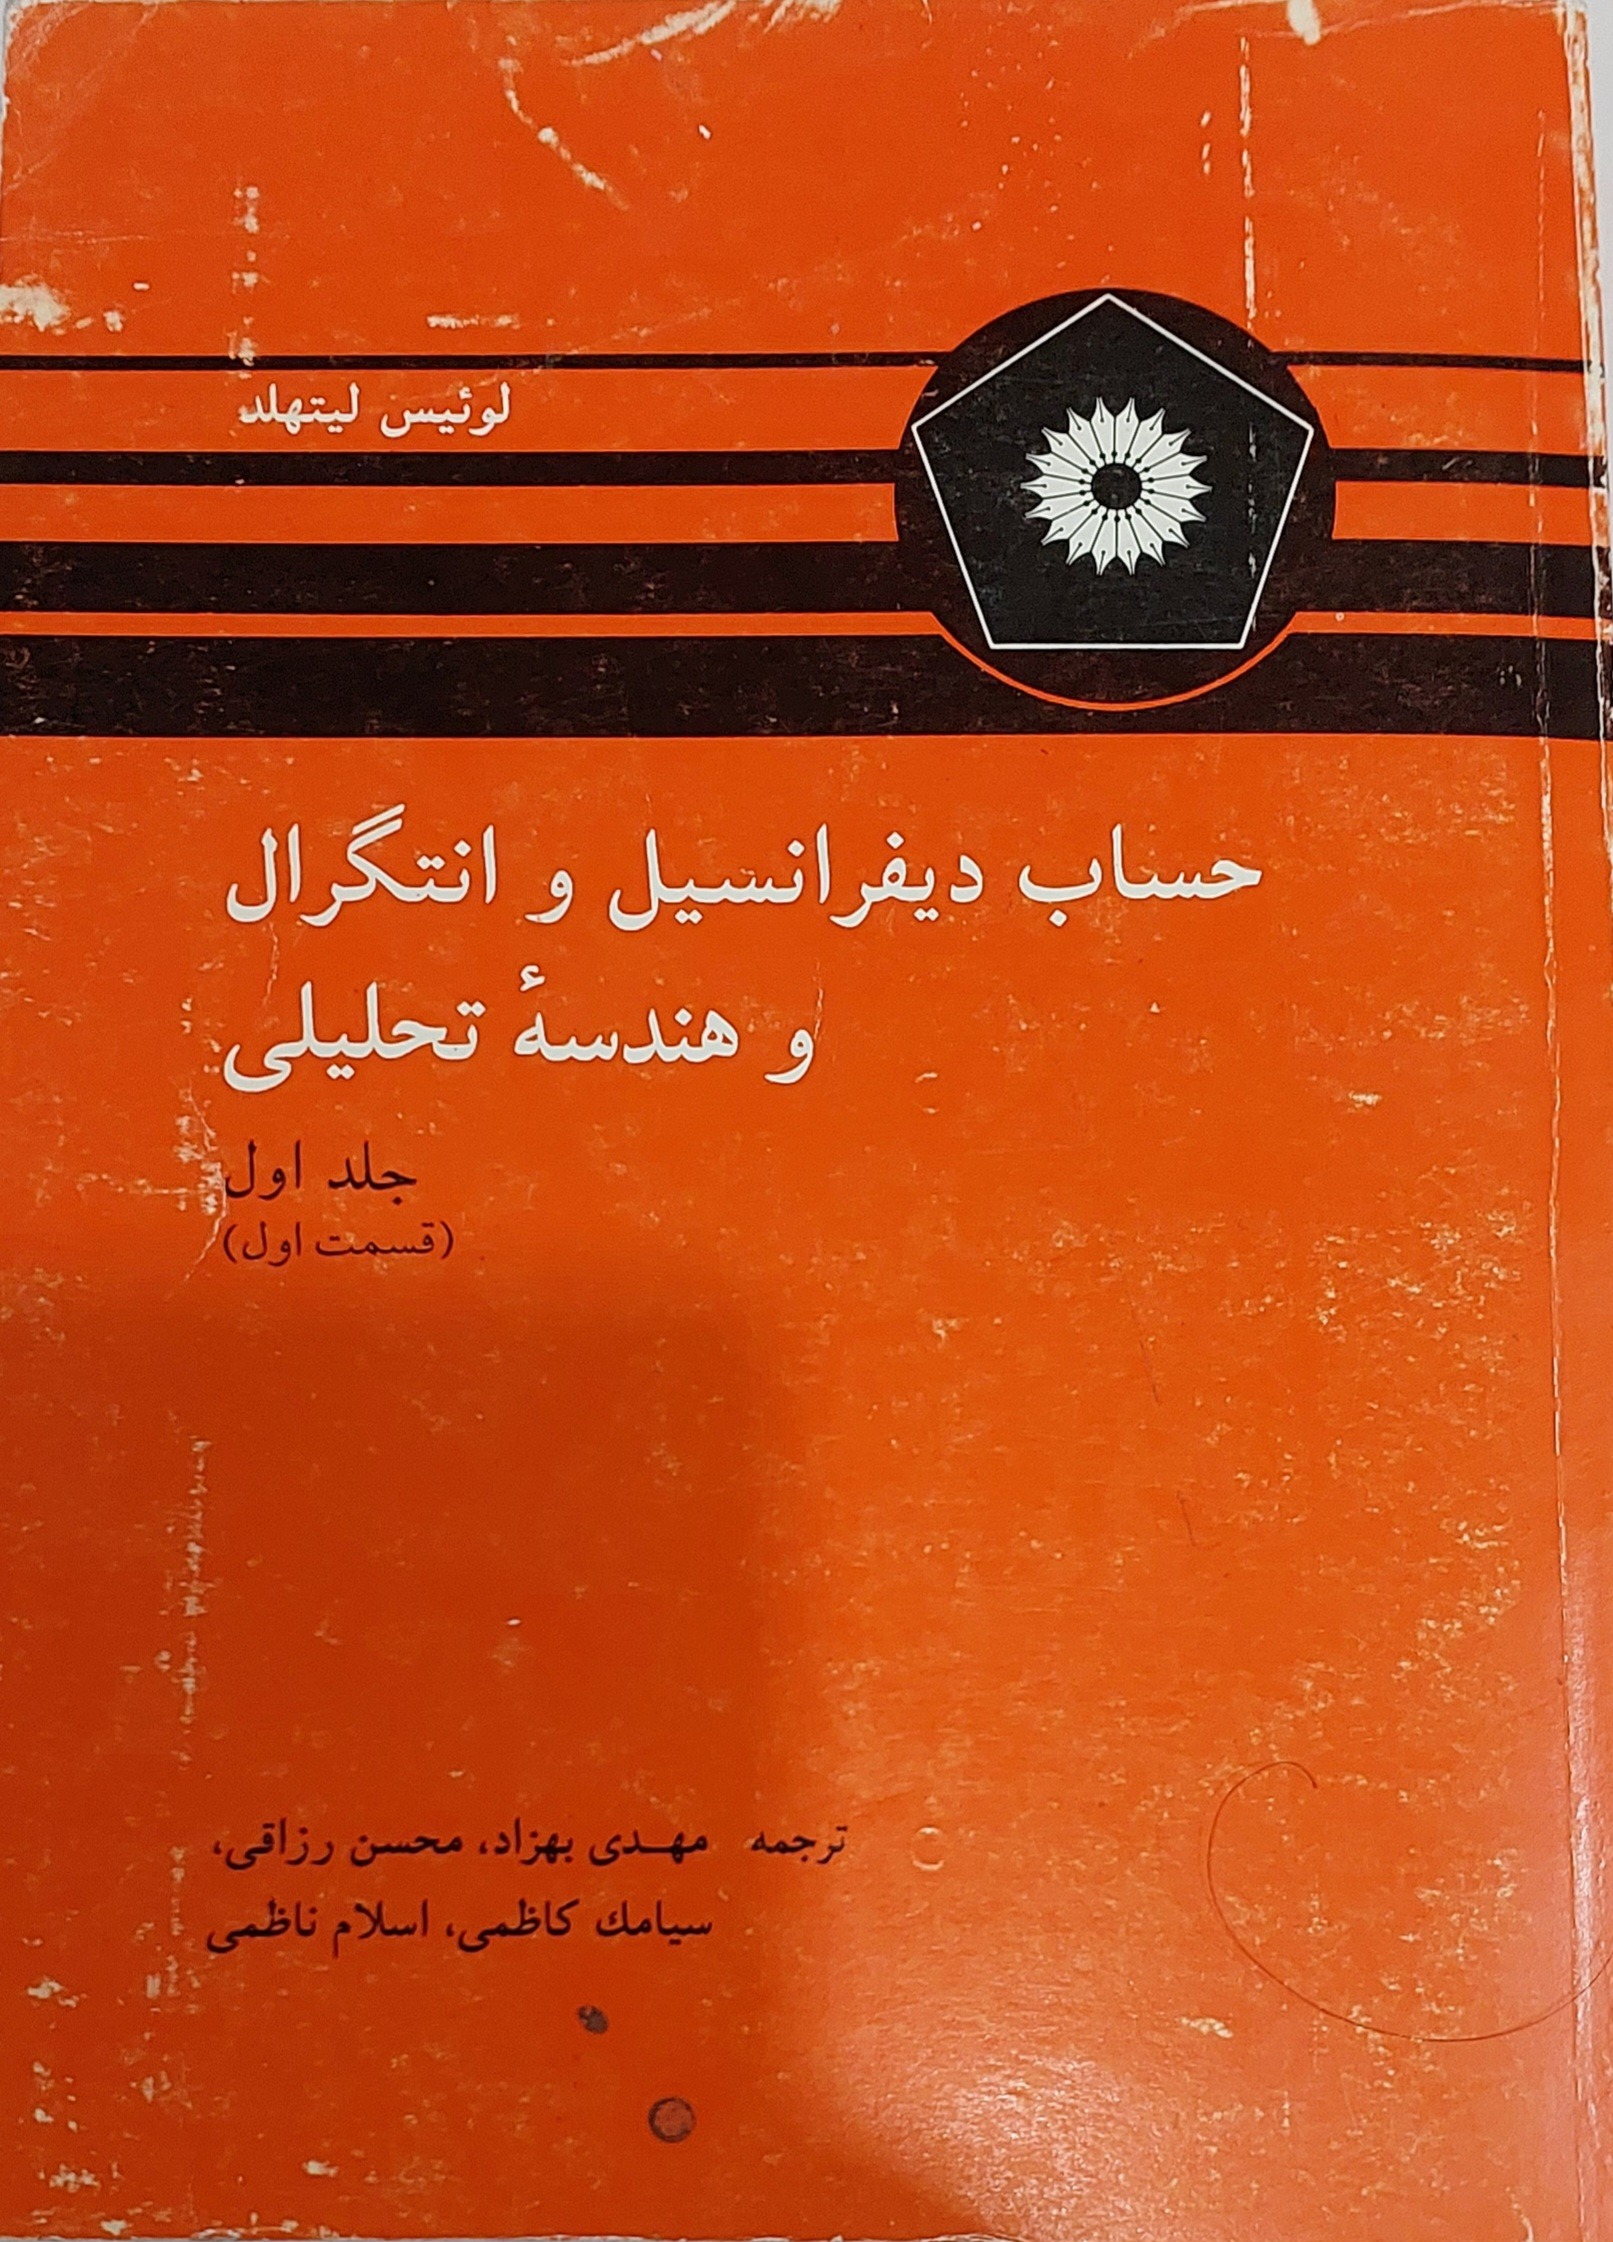 لوئیس لیتهلد
حساب دیفرانسیل و انتگرال
و هندسهٔ تحلیلی
جلد اول
(قسمت اول)
ترجمه مهدی بهزاد، محسن رزاقی،
سیامك کاظمی، اسلام ناظمی